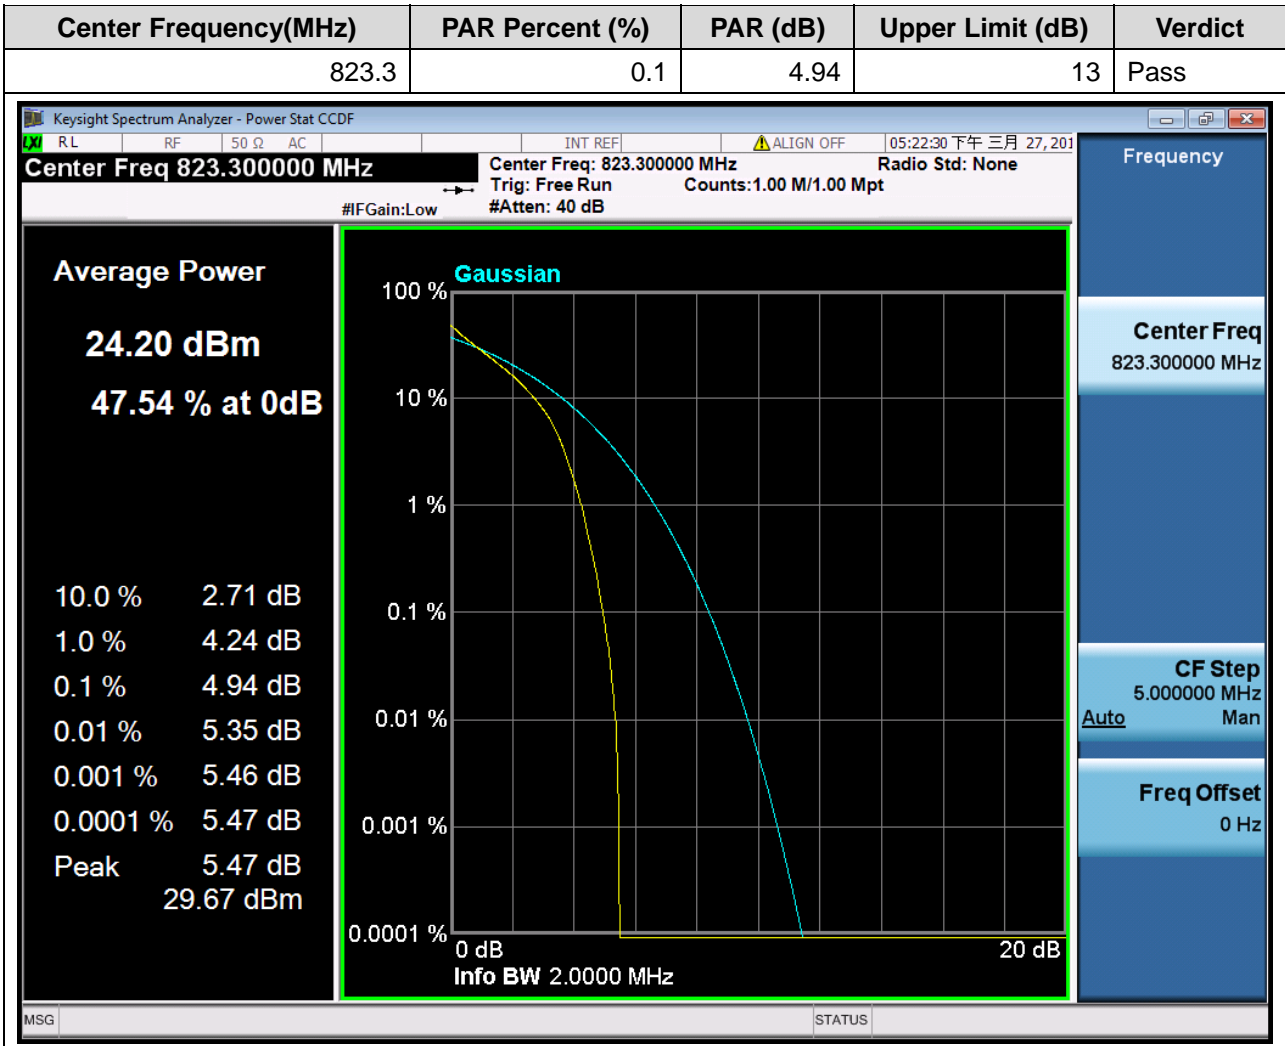 Center Frequency(MHz) PAR Percent (%) PAR (dB) Upper Limit (dB) Verdict
823.3 0.1 4.94 13 Pass
Keysight Spectrum Analyzer - Power Stat CCDF
LXI RL RF 50 Ω AC INT REF ALIGN OFF 05:22:30 下午 三月 27, 201
Center Freq 823.300000 MHz
Center Freq: 823.300000 MHz Radio Std: None
Trig: Free Run Counts:1.00 M/1.00 Mpt
#IFGain:Low #Atten: 40 dB
Average Power
24.20 dBm
47.54 % at 0dB
10.0 % 2.71 dB
1.0 % 4.24 dB
0.1 % 4.94 dB
0.01 % 5.35 dB
0.001 % 5.46 dB
0.0001 % 5.47 dB
Peak 5.47 dB
29.67 dBm
Gaussian
100 %
10 %
1 %
0.1 %
0.01 %
0.001 %
0.0001 %
0 dB 20 dB
Info BW 2.0000 MHz
Frequency
Center Freq
823.300000 MHz
CF Step
5.000000 MHz
Auto Man
Freq Offset
0 Hz
MSG STATUS